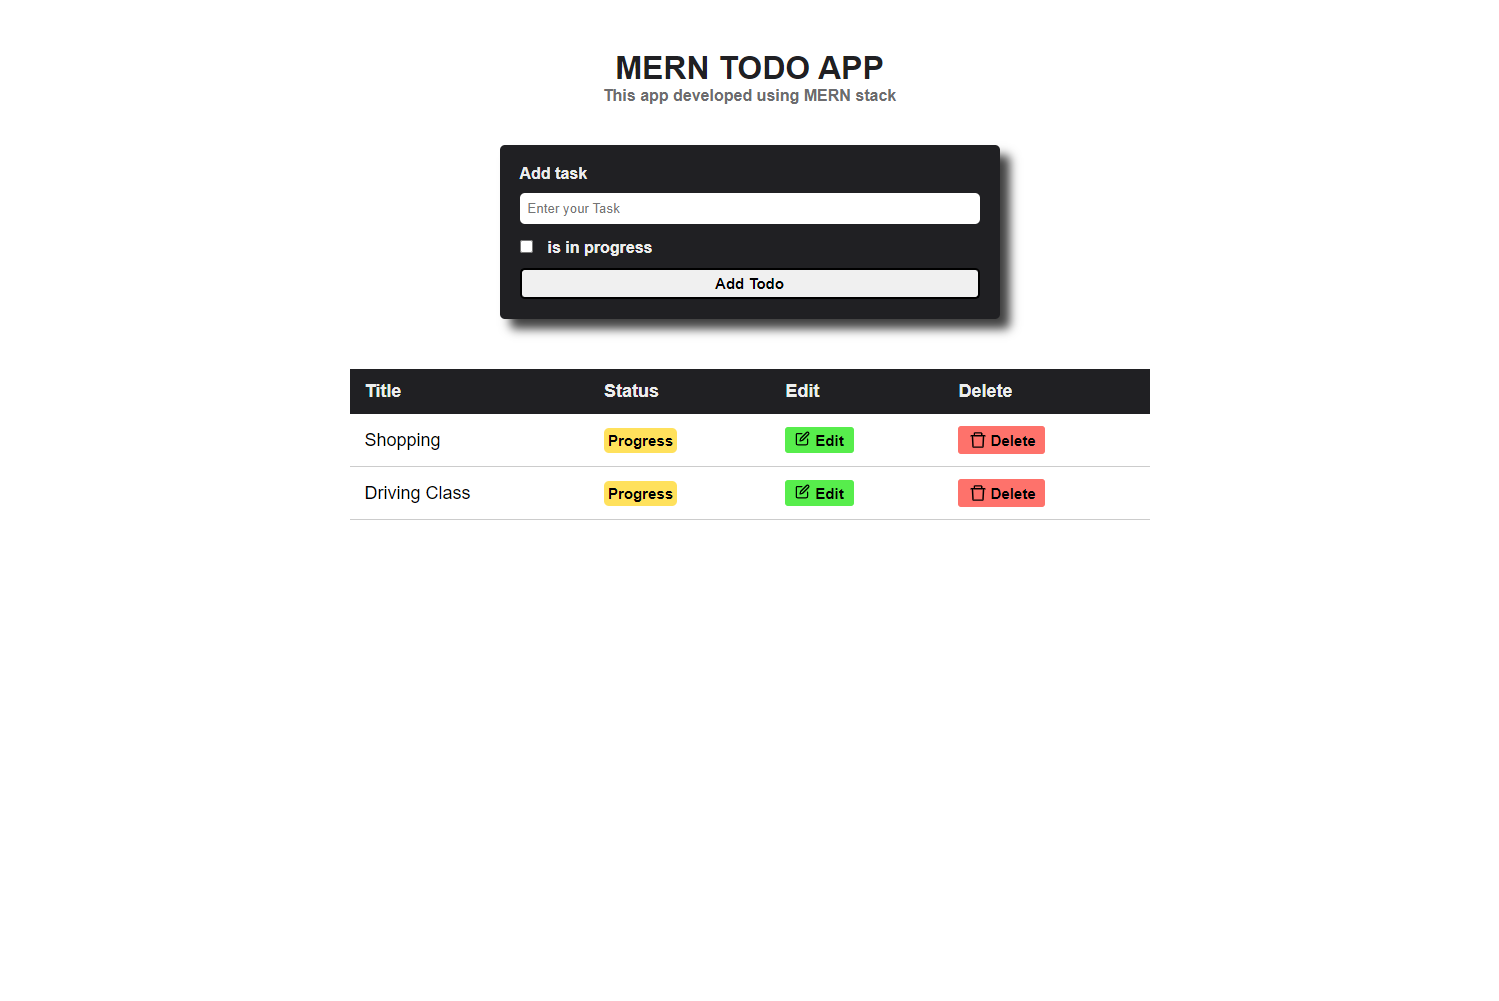 MERN TODO APP
This app developed using MERN stack
Add task
Enter your Task
is in progress
Add Todo
Title Status Edit Delete
Shopping Progress Edit Delete
Driving Class Progress Edit Delete